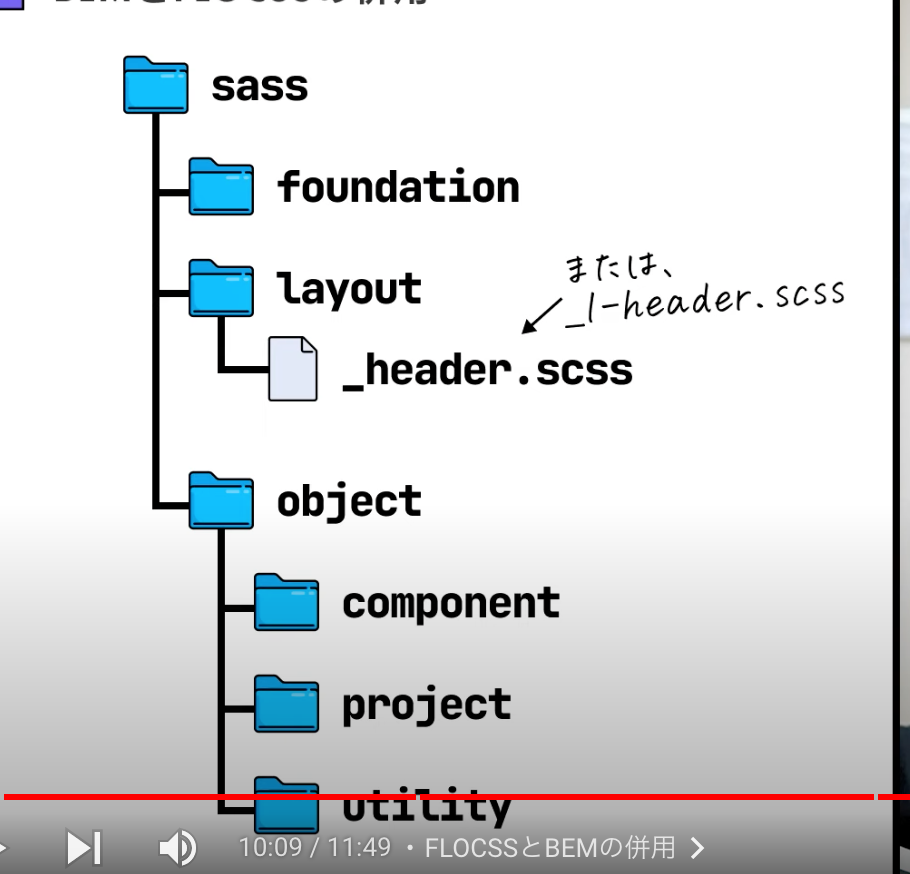 BEMとFLOCSSの併用
sass
foundation
layout
または、
_l-header.scss
_header.scss
object
component
project
utility
10:09 / 11:49 ・ FLOCSSとBEMの併用